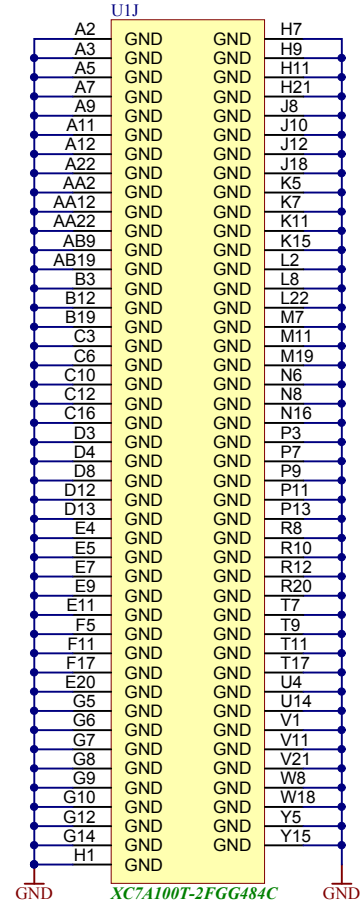 U1J
A2 GND GND H7
A3 GND GND H9
A5 GND GND H11
A7 GND GND H21
A9 GND GND J8
A11 GND GND J10
A12 GND GND J12
A22 GND GND J18
AA2 GND GND K5
AA12 GND GND K7
AA22 GND GND K11
AB9 GND GND K15
AB19 GND GND L2
B3 GND GND L8
B12 GND GND L22
B19 GND GND M7
C3 GND GND M11
C6 GND GND M19
C10 GND GND N6
C12 GND GND N8
C16 GND GND N16
D3 GND GND P3
D4 GND GND P7
D8 GND GND P9
D12 GND GND P11
D13 GND GND P13
E4 GND GND R8
E5 GND GND R10
E7 GND GND R12
E9 GND GND R20
E11 GND GND T7
F5 GND GND T9
F11 GND GND T11
F17 GND GND T17
E20 GND GND U4
G5 GND GND U14
G6 GND GND V1
G7 GND GND V11
G8 GND GND V21
G9 GND GND W8
G10 GND GND W18
G12 GND GND Y5
G14 GND GND Y15
H1 GND
GND XC7A100T-2FGG484C GND